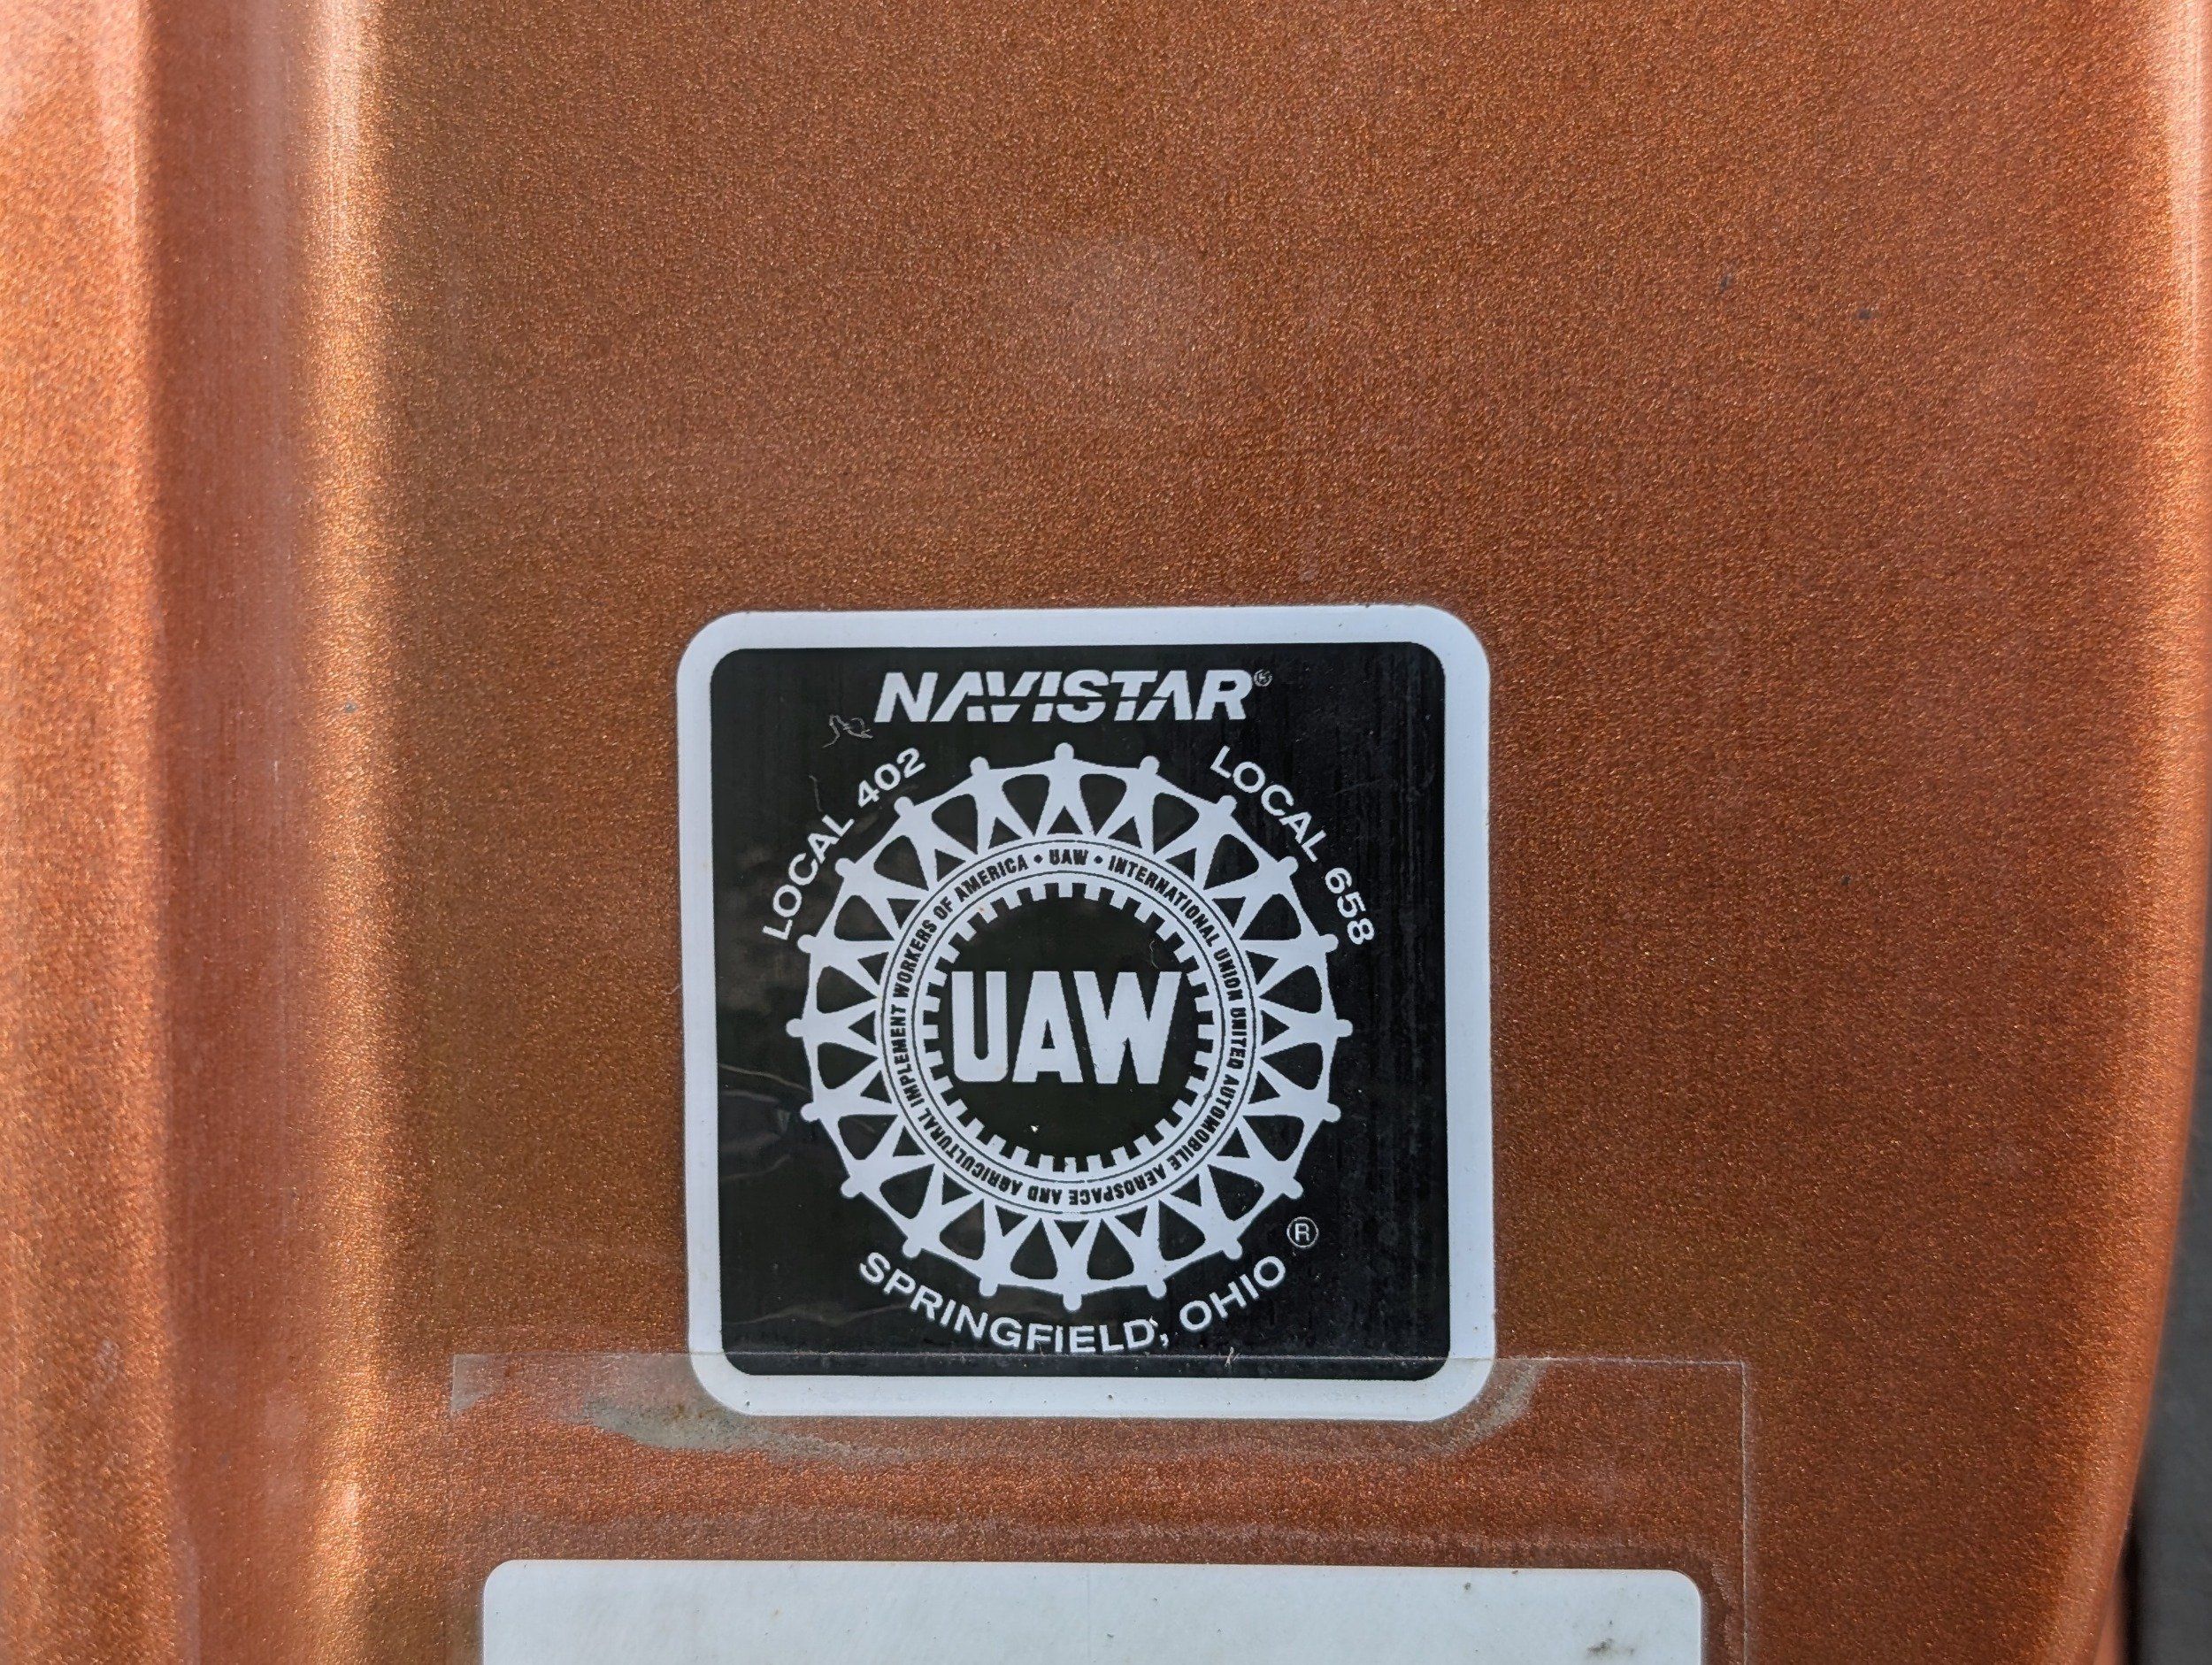 NAVISTAR®
LOCAL 402
LOCAL 658
UAW • INTERNATIONAL UNION UNITED AUTOMOBILE AEROSPACE AND AGRICULTURAL IMPLEMENT WORKERS OF AMERICA •
UAW
SPRINGFIELD, OHIO ®